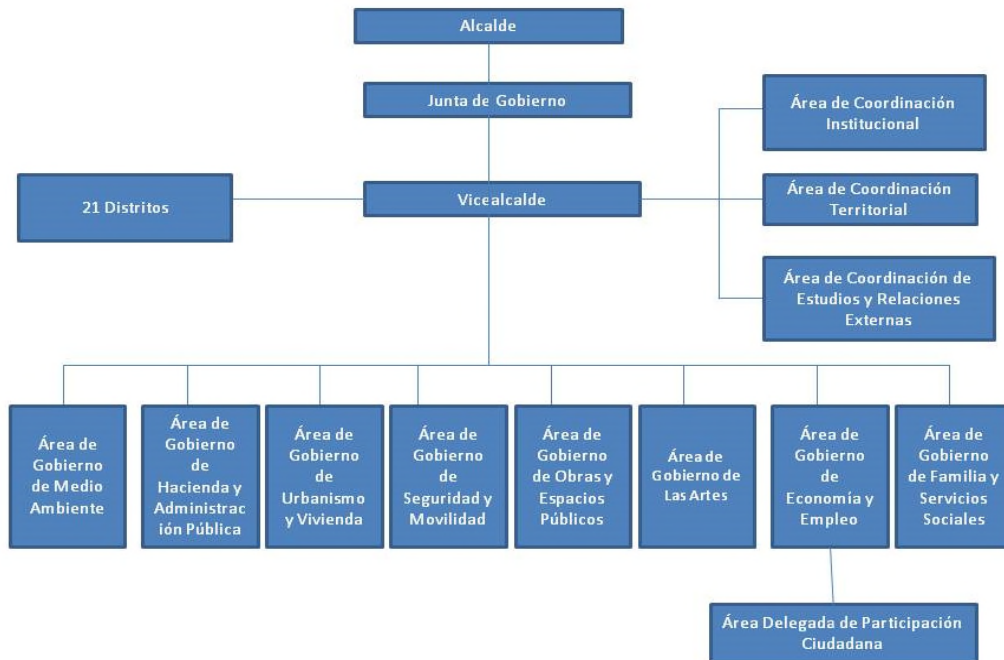 Alcalde
Junta de Gobierno
Área de Coordinación
Institucional
21 Distritos
Vicealcalde
Área de Coordinación
Territorial
Área de Coordinación de
Estudios y Relaciones
Externas
Área de
Gobierno
de Medio
Ambiente
Área de
Gobierno
de
Hacienda y
Administrac
ión Pública
Área de
Gobierno
de
Urbanismo
y Vivienda
Área de
Gobierno
de
Seguridad y
Movilidad
Área de
Gobierno
de Obras y
Espacios
Públicos
Área de
Gobierno de
Las Artes
Área de
Gobierno
de
Economía y
Empleo
Área de
Gobierno
de Familia y
Servicios
Sociales
Área Delegada de Participación
Ciudadana